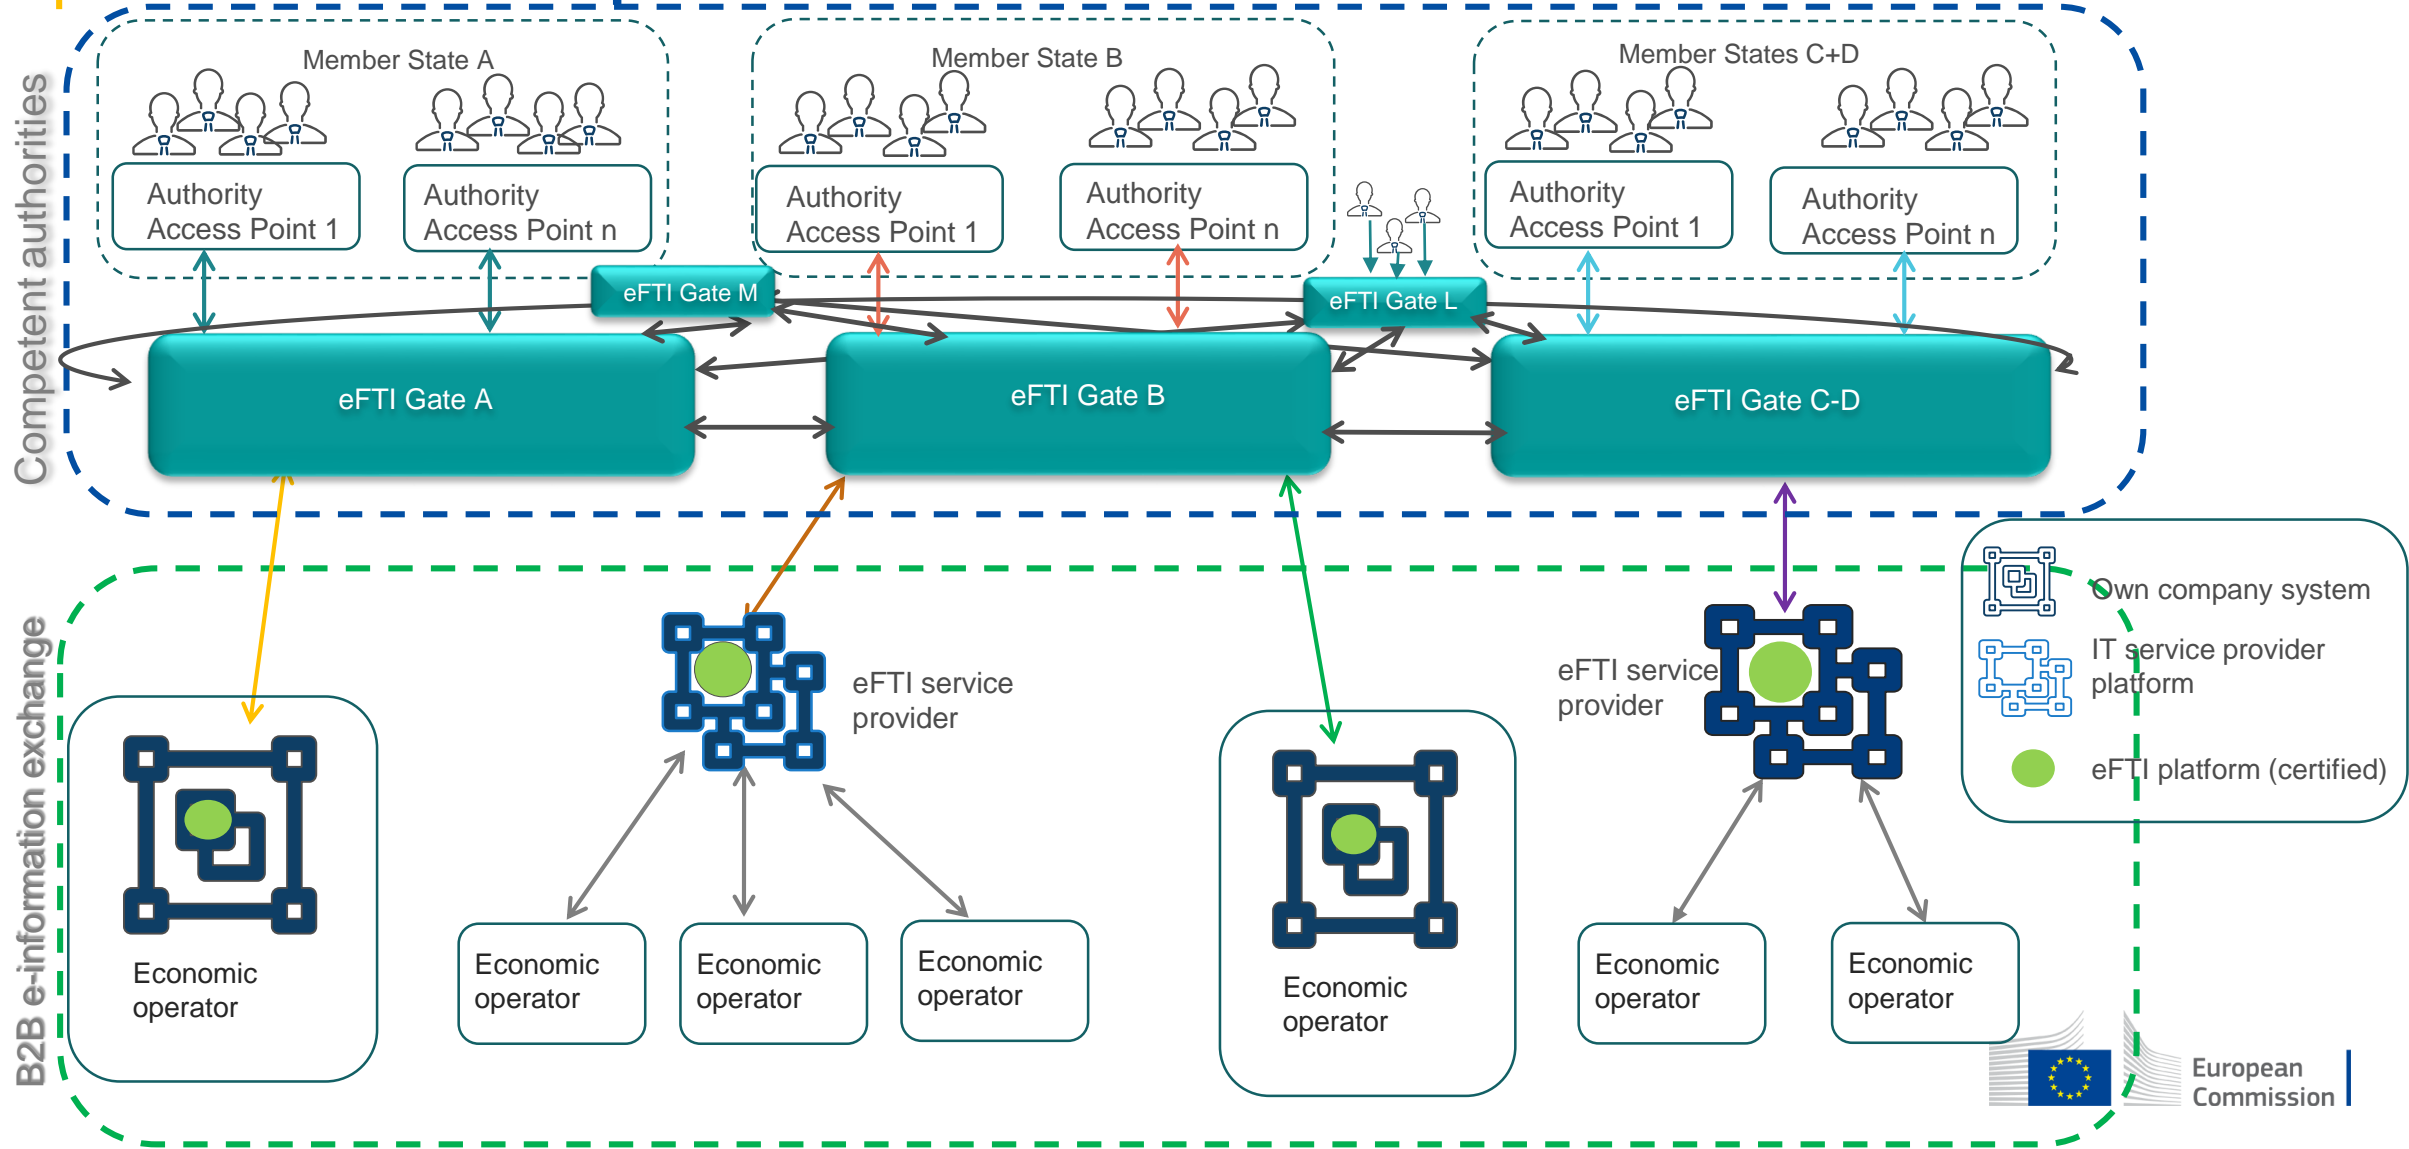 Competent authorities
Member State A
Member State B
Member States C+D
Authority
Access Point 1
Authority
Access Point n
Authority
Access Point 1
Authority
Access Point n
Authority
Access Point 1
Authority
Access Point n
eFTI Gate M
eFTI Gate L
eFTI Gate A
eFTI Gate B
eFTI Gate C-D
B2B e-information exchange
Own company system
IT service provider
platform
eFTI platform (certified)
eFTI service
provider
eFTI service
provider
Economic
operator
Economic
operator
Economic
operator
Economic
operator
Economic
operator
Economic
operator
Economic
operator
European
Commission